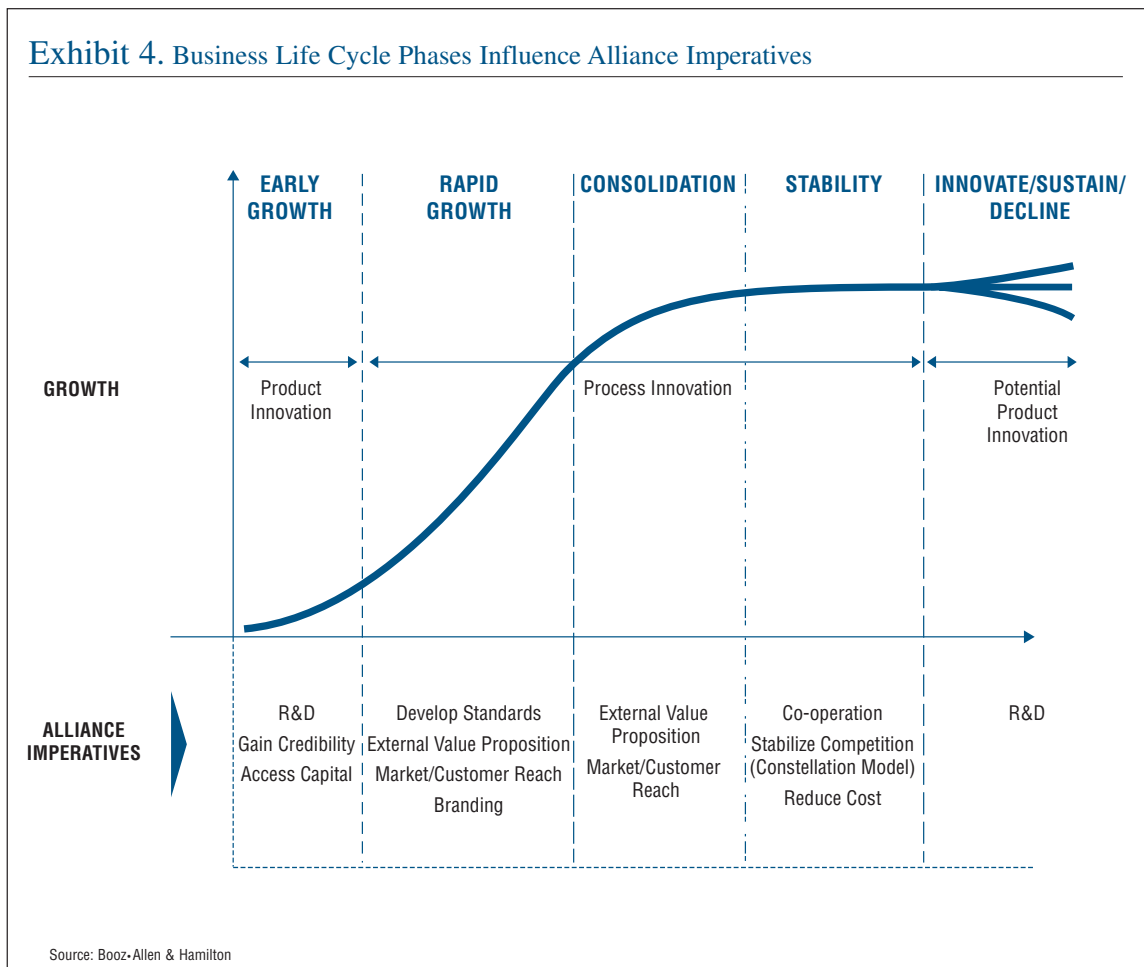 Exhibit 4. Business Life Cycle Phases Influence Alliance Imperatives
EARLY
GROWTH
RAPID
GROWTH
CONSOLIDATION
STABILITY
INNOVATE/SUSTAIN/
DECLINE
GROWTH
Product
Innovation
Process Innovation
Potential
Product
Innovation
ALLIANCE
IMPERATIVES
R&D
Gain Credibility
Access Capital
Develop Standards
External Value Proposition
Market/Customer Reach
Branding
External Value
Proposition
Market/Customer
Reach
Co-operation
Stabilize Competition
(Constellation Model)
Reduce Cost
R&D
Source: Booz•Allen & Hamilton